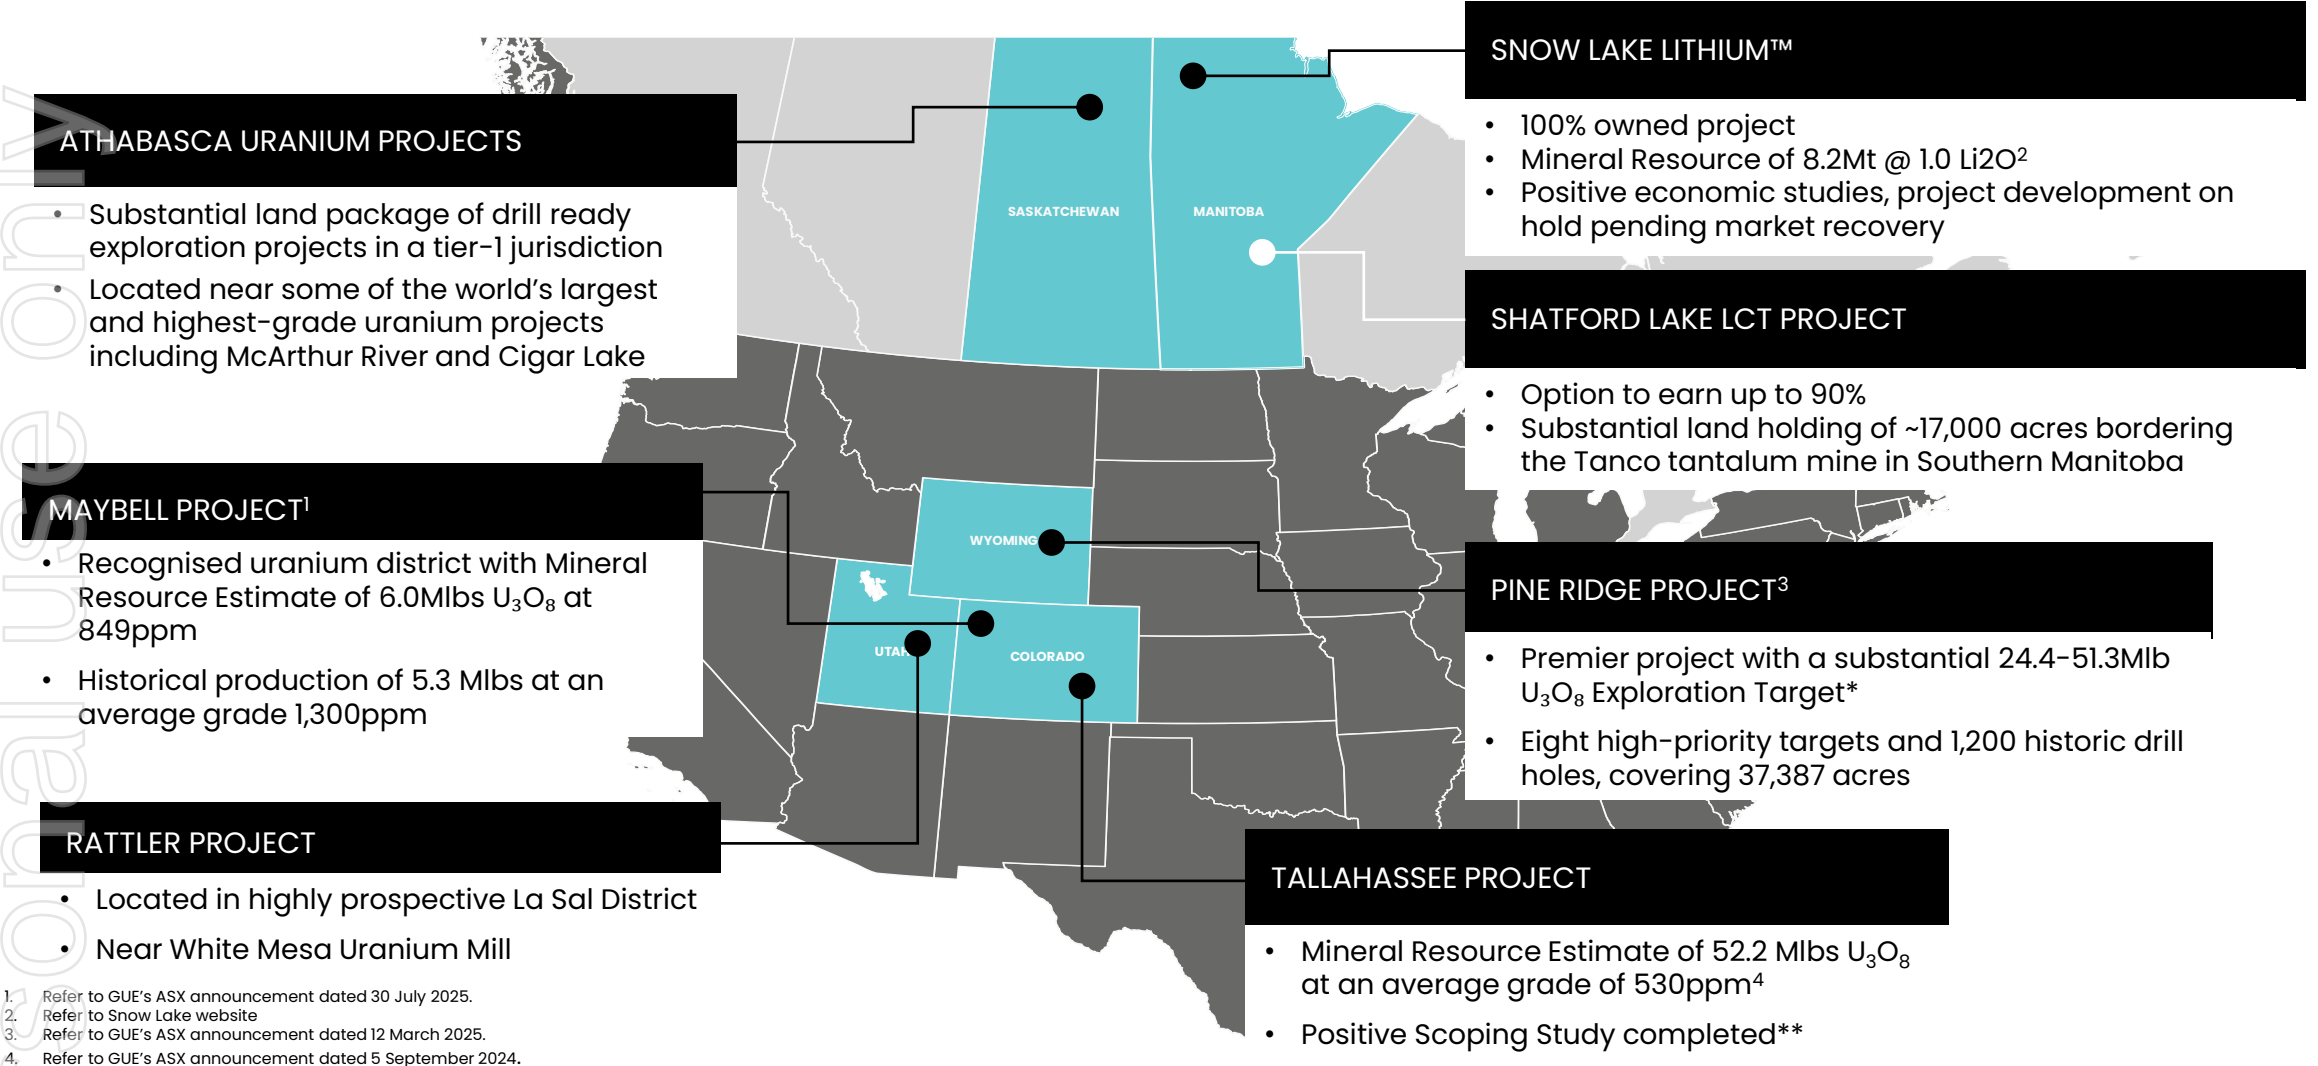 SNOW LAKE LITHIUM™
• 100% owned project
• Mineral Resource of 8.2Mt @ 1.0 Li2O²
• Positive economic studies, project development on
hold pending market recovery
ATHABASCA URANIUM PROJECTS
• Substantial land package of drill ready
exploration projects in a tier-1 jurisdiction
• Located near some of the world’s largest
and highest-grade uranium projects
including McArthur River and Cigar Lake
SASKATCHEWAN
MANITOBA
SHATFORD LAKE LCT PROJECT
• Option to earn up to 90%
• Substantial land holding of ~17,000 acres bordering
the Tanco tantalum mine in Southern Manitoba
MAYBELL PROJECT¹
• Recognised uranium district with Mineral
Resource Estimate of 6.0Mlbs U₃O₈ at
849ppm
• Historical production of 5.3 Mlbs at an
average grade 1,300ppm
WYOMING
UTAH
COLORADO
PINE RIDGE PROJECT³
• Premier project with a substantial 24.4-51.3Mlb
U₃O₈ Exploration Target*
• Eight high-priority targets and 1,200 historic drill
holes, covering 37,387 acres
RATTLER PROJECT
• Located in highly prospective La Sal District
• Near White Mesa Uranium Mill
TALLAHASSEE PROJECT
• Mineral Resource Estimate of 52.2 Mlbs U₃O₈
at an average grade of 530ppm⁴
• Positive Scoping Study completed**
1. Refer to GUE’s ASX announcement dated 30 July 2025.
2. Refer to Snow Lake website
3. Refer to GUE’s ASX announcement dated 12 March 2025.
4. Refer to GUE’s ASX announcement dated 5 September 2024.
sonal use only